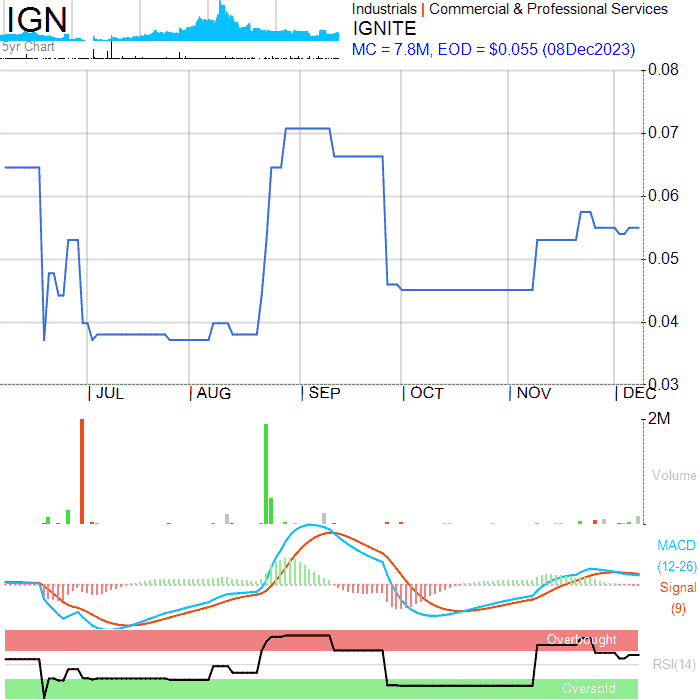 IGN
5yr Chart
Industrials | Commercial & Professional Services
IGNITE
MC = 7.8M, EOD = $0.055 (08Dec2023)
0.08
0.07
0.06
0.05
0.04
0.03
JUL
AUG
SEP
OCT
NOV
DEC
2M
Volume
MACD
(12-26)
Signal
(9)
Overbought
RSI(14)
Oversold